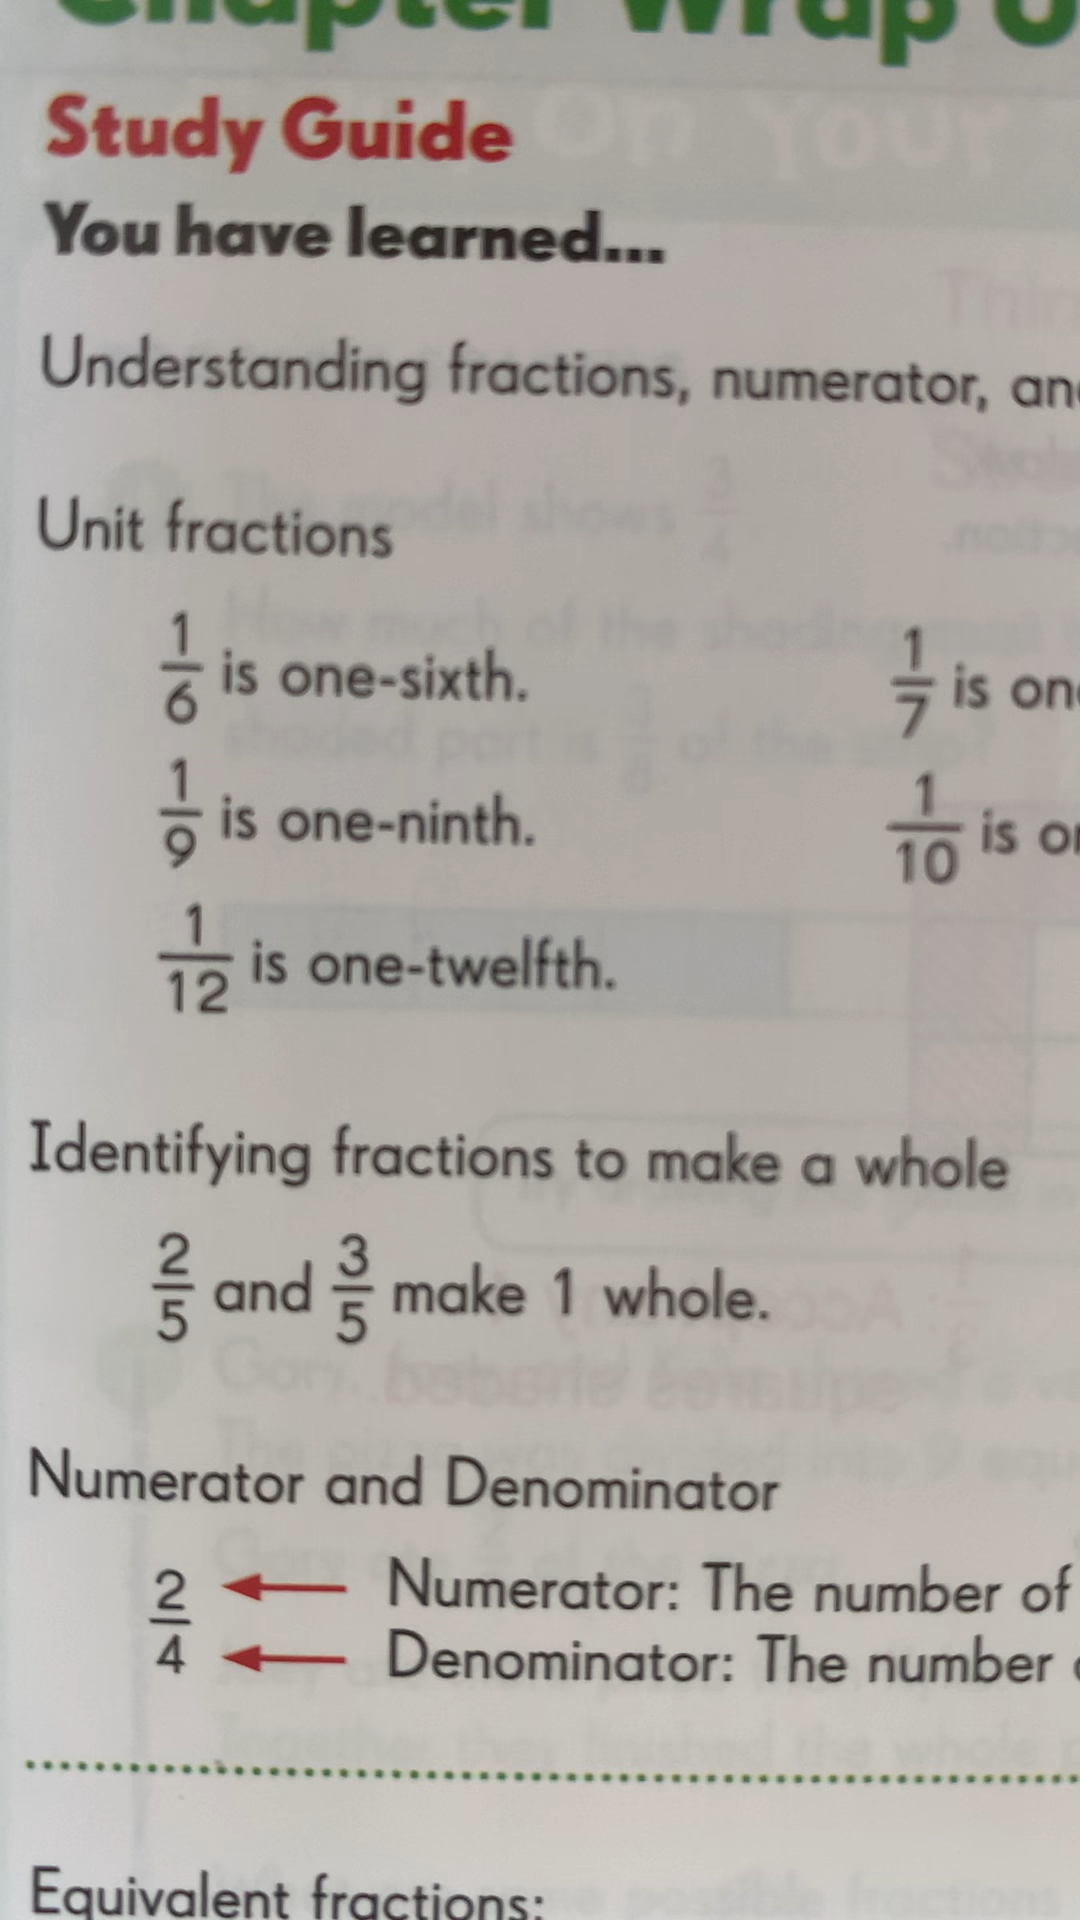 Chapter Wrap U
Study Guide
You have learned...
Understanding fractions, numerator, an
Unit fractions
1/6 is one-sixth. 1/7 is on
1/9 is one-ninth. 1/10 is o
1/12 is one-twelfth.
Identifying fractions to make a whole
2/5 and 3/5 make 1 whole.
Numerator and Denominator
2/4 ← Numerator: The number of
← Denominator: The number
Equivalent fractions: